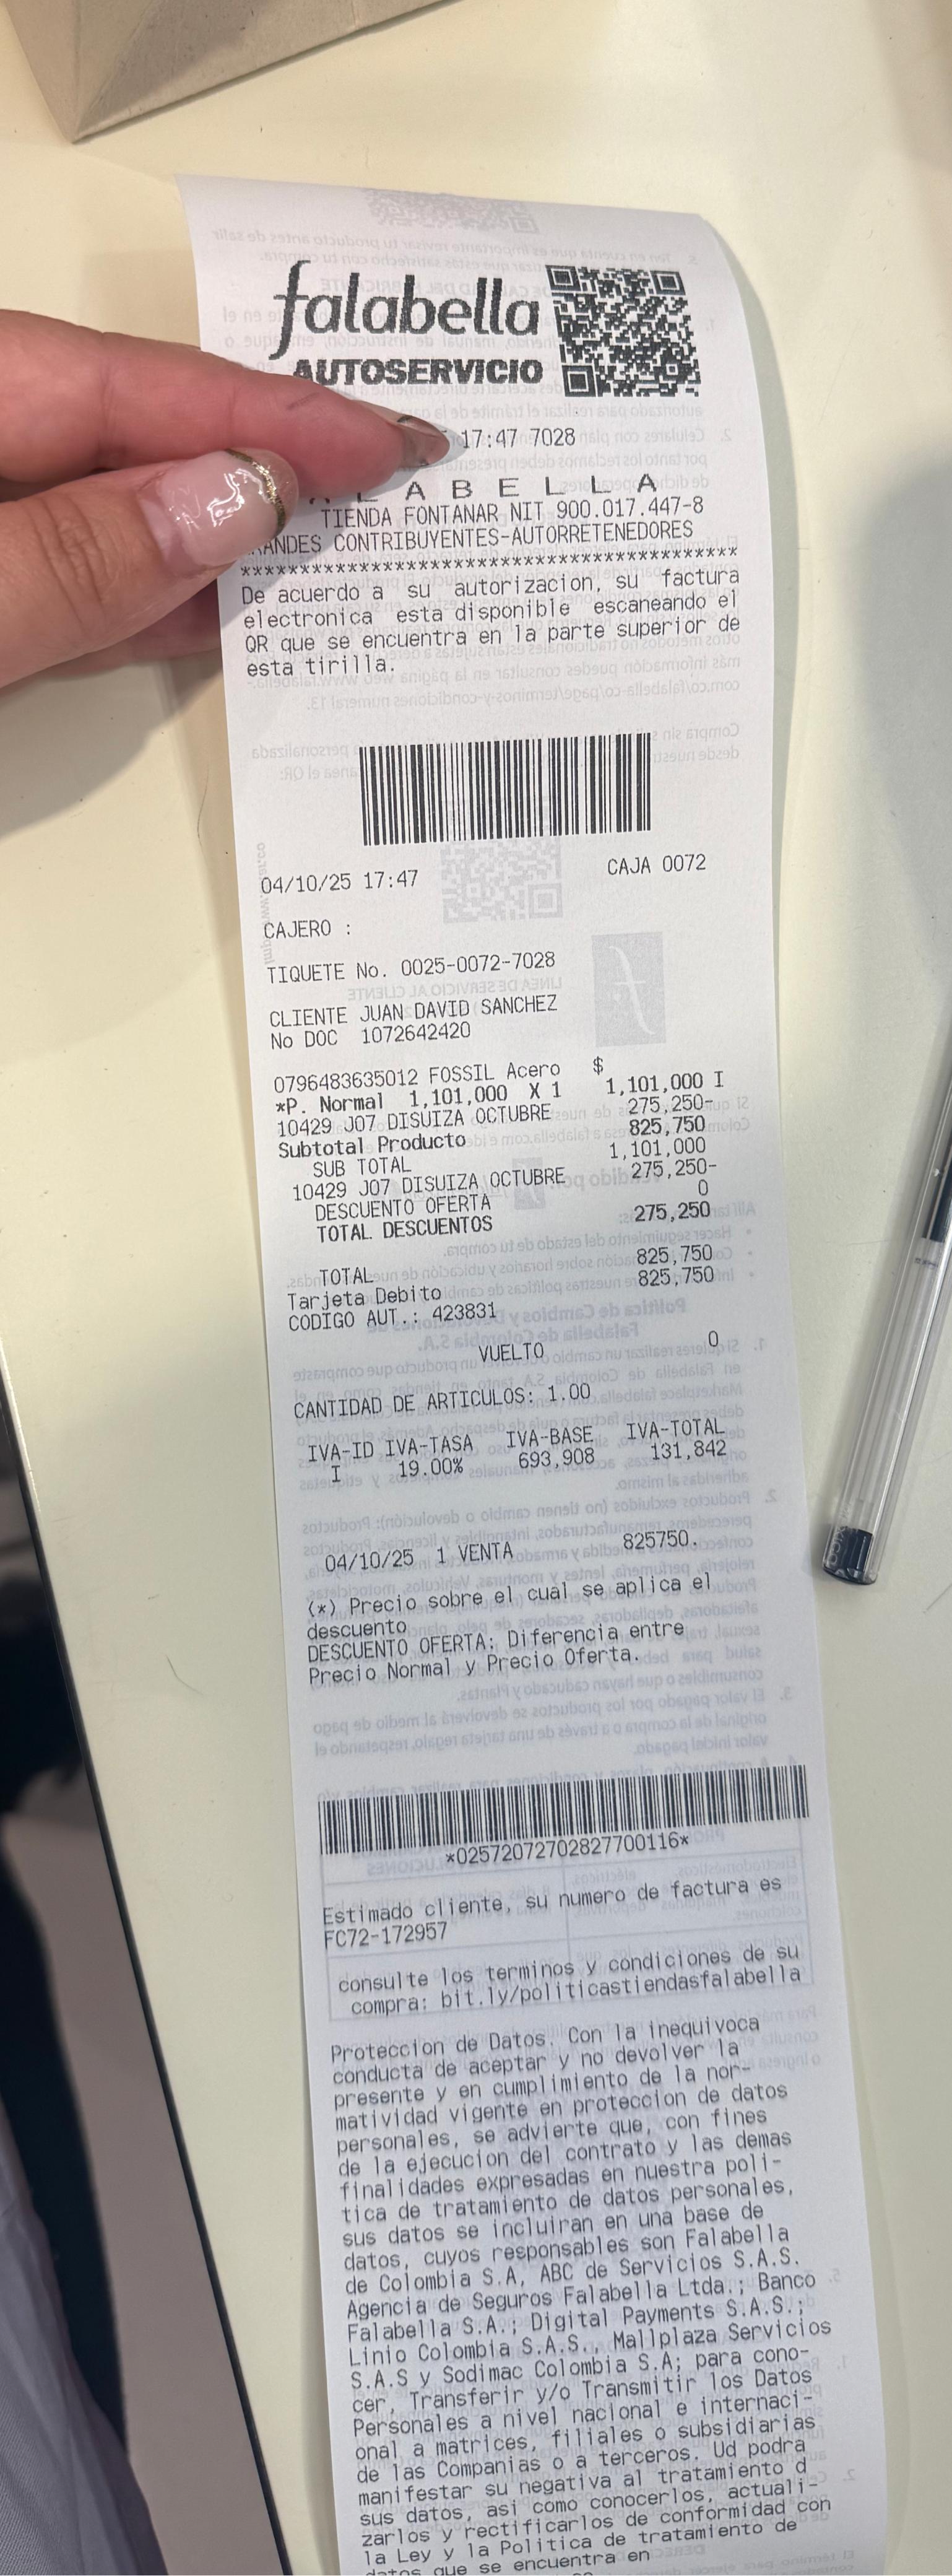 falabella
AUTOSERVICIO
17:47 7028
L A B E L L A
TIENDA FONTANAR NIT 900.017.447-8
ANDES CONTRIBUYENTES-AUTORRETENEDORES
*****************************************
De acuerdo a su autorizacion, su factura
electronica esta disponible escaneando el
QR que se encuentra en la parte superior de
esta tirilla.
04/10/25 17:47 CAJA 0072
CAJERO :
TIQUETE No. 0025-0072-7028
CLIENTE JUAN DAVID SANCHEZ
No DOC 1072642420
0796483635012 FOSSIL Acero $
*P. Normal 1,101,000 X 1 1,101,000 I
10429 J07 DISUIZA OCTUBRE 275,250-
Subtotal Producto 825,750
SUB TOTAL 1,101,000
10429 J07 DISUIZA OCTUBRE 275,250-
DESCUENTO OFERTA 0
TOTAL DESCUENTOS 275,250
TOTAL 825,750
Tarjeta Debito 825,750
CODIGO AUT.: 423831
VUELTO 0
CANTIDAD DE ARTICULOS: 1.00
IVA-ID IVA-TASA IVA-BASE IVA-TOTAL
I 19.00% 693,908 131,842
04/10/25 1 VENTA 825750.
(*) Precio sobre el cual se aplica el
descuento
DESCUENTO OFERTA: Diferencia entre
Precio Normal y Precio Oferta.
*02572072702827700116*
Estimado cliente, su numero de factura es
FC72-172957
consulte los terminos y condiciones de su
compra: bit.ly/politicastiendasfalabella
Proteccion de Datos. Con la inequivoca
conducta de aceptar y no devolver la
presente y en cumplimiento de la nor-
matividad vigente en proteccion de datos
personales, se advierte que, con fines
de la ejecucion del contrato y las demas
finalidades expresadas en nuestra poli-
tica de tratamiento de datos personales,
sus datos se incluiran en una base de
datos, cuyos responsables son Falabella
de Colombia S.A, ABC de Servicios S.A.S.
Agencia de Seguros Falabella Ltda.; Banco
Falabella S.A.; Digital Payments S.A.S.;
Linio Colombia S.A.S., Mallplaza Servicios
S.A.S y Sodimac Colombia S.A; para cono-
cer, Transferir y/o Transmitir los Datos
Personales a nivel nacional e internaci-
onal a matrices, filiales o subsidiarias
de las Companias o a terceros. Ud podra
manifestar su negativa al tratamiento d
sus datos, asi como conocerlos, actuali-
zarlos y rectificarlos de conformidad con
la Ley y la Politica de tratamiento de
datos que se encuentra en